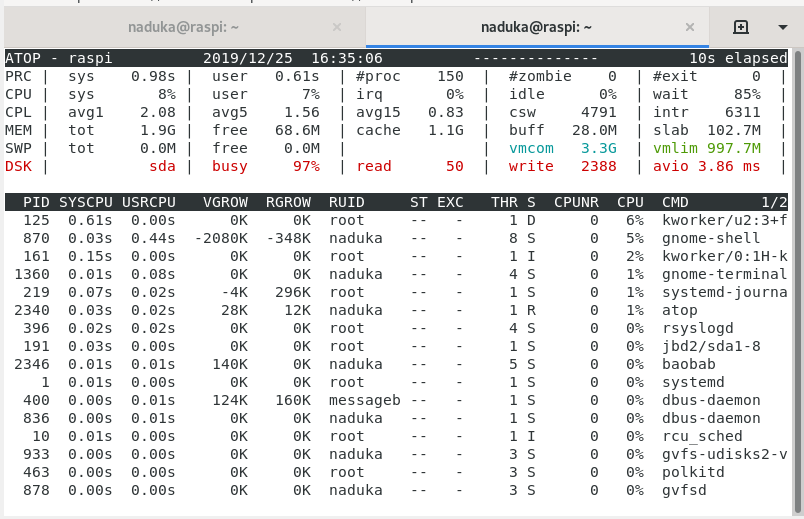 naduka@raspi: ~ × naduka@raspi: ~ ×
ATOP - raspi 2019/12/25 16:35:06 -------------- 10s elapsed
PRC | sys 0.98s | user 0.61s | #proc 150 | #zombie 0 | #exit 0 |
CPU | sys 8% | user 7% | irq 0% | idle 0% | wait 85% |
CPL | avg1 2.08 | avg5 1.56 | avg15 0.83 | csw 4791 | intr 6311 |
MEM | tot 1.9G | free 68.6M | cache 1.1G | buff 28.0M | slab 102.7M |
SWP | tot 0.0M | free 0.0M | | vmcom 3.3G | vmlim 997.7M |
DSK | sda | busy 97% | read 50 | write 2388 | avio 3.86 ms |
PID SYSCPU USRCPU VGROW RGROW RUID ST EXC THR S CPUNR CPU CMD 1/2
125 0.61s 0.00s 0K 0K root -- - 1 D 0 6% kworker/u2:3+f
870 0.03s 0.44s -2080K -348K naduka -- - 8 S 0 5% gnome-shell
161 0.15s 0.00s 0K 0K root -- - 1 I 0 2% kworker/0:1H-k
1360 0.01s 0.08s 0K 0K naduka -- - 4 S 0 1% gnome-terminal
219 0.07s 0.02s -4K 296K root -- - 1 S 0 1% systemd-journa
2340 0.03s 0.02s 28K 12K naduka -- - 1 R 0 1% atop
396 0.02s 0.02s 0K 0K root -- - 4 S 0 0% rsyslogd
191 0.03s 0.00s 0K 0K root -- - 1 S 0 0% jbd2/sda1-8
2346 0.01s 0.01s 140K 0K naduka -- - 5 S 0 0% baobab
1 0.01s 0.01s 0K 0K root -- - 1 S 0 0% systemd
400 0.00s 0.01s 124K 160K messageb -- - 1 S 0 0% dbus-daemon
836 0.00s 0.01s 0K 0K naduka -- - 1 S 0 0% dbus-daemon
10 0.01s 0.00s 0K 0K root -- - 1 I 0 0% rcu_sched
933 0.00s 0.00s 0K 0K naduka -- - 3 S 0 0% gvfs-udisks2-v
463 0.00s 0.00s 0K 0K root -- - 3 S 0 0% polkitd
878 0.00s 0.00s 0K 0K naduka -- - 3 S 0 0% gvfsd